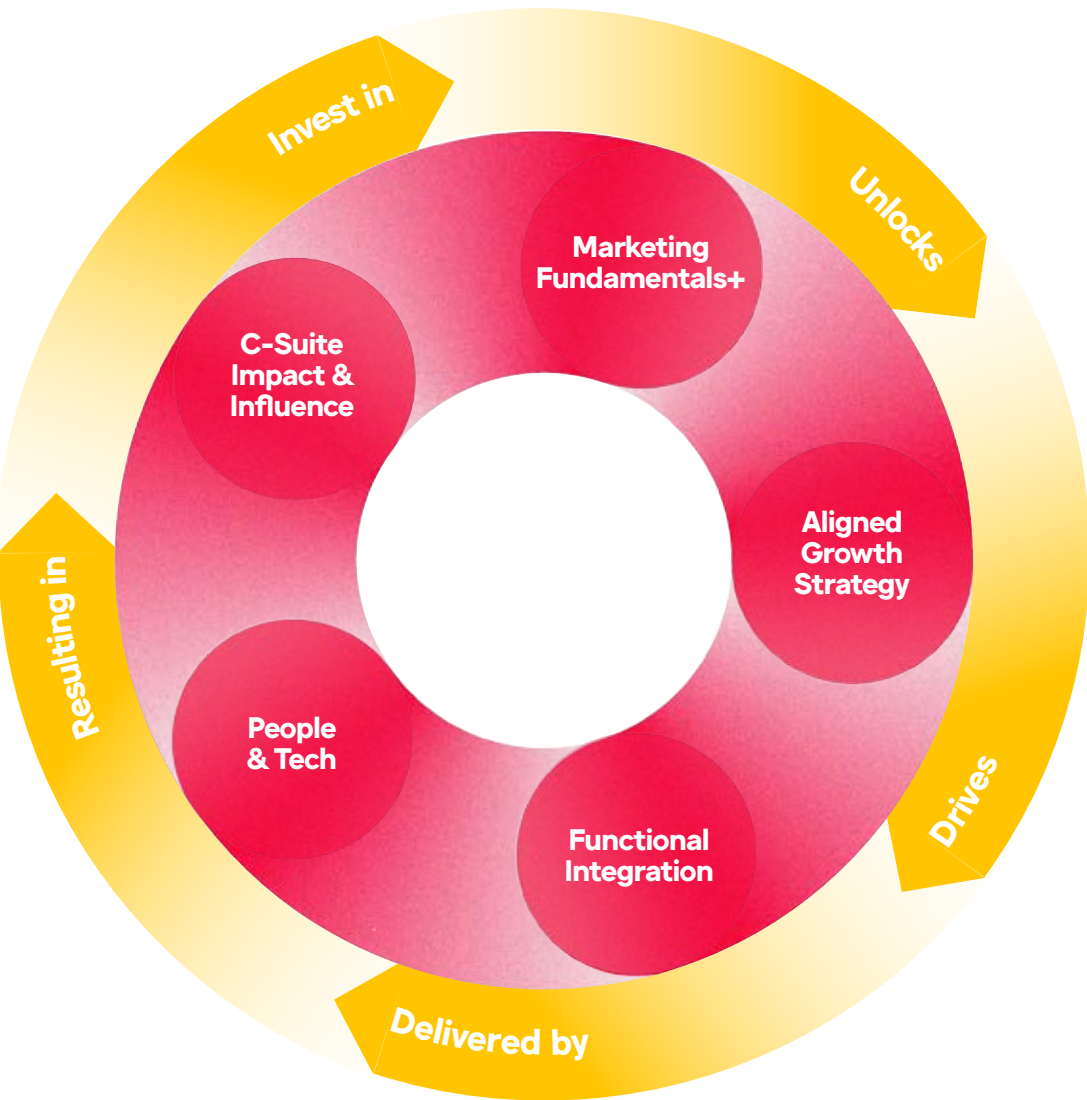 Invest in
Marketing
Fundamentals+
Unlocks
Aligned
Growth
Strategy
Drives
Functional
Integration
Delivered by
People
& Tech
Resulting in
C-Suite
Impact &
Influence